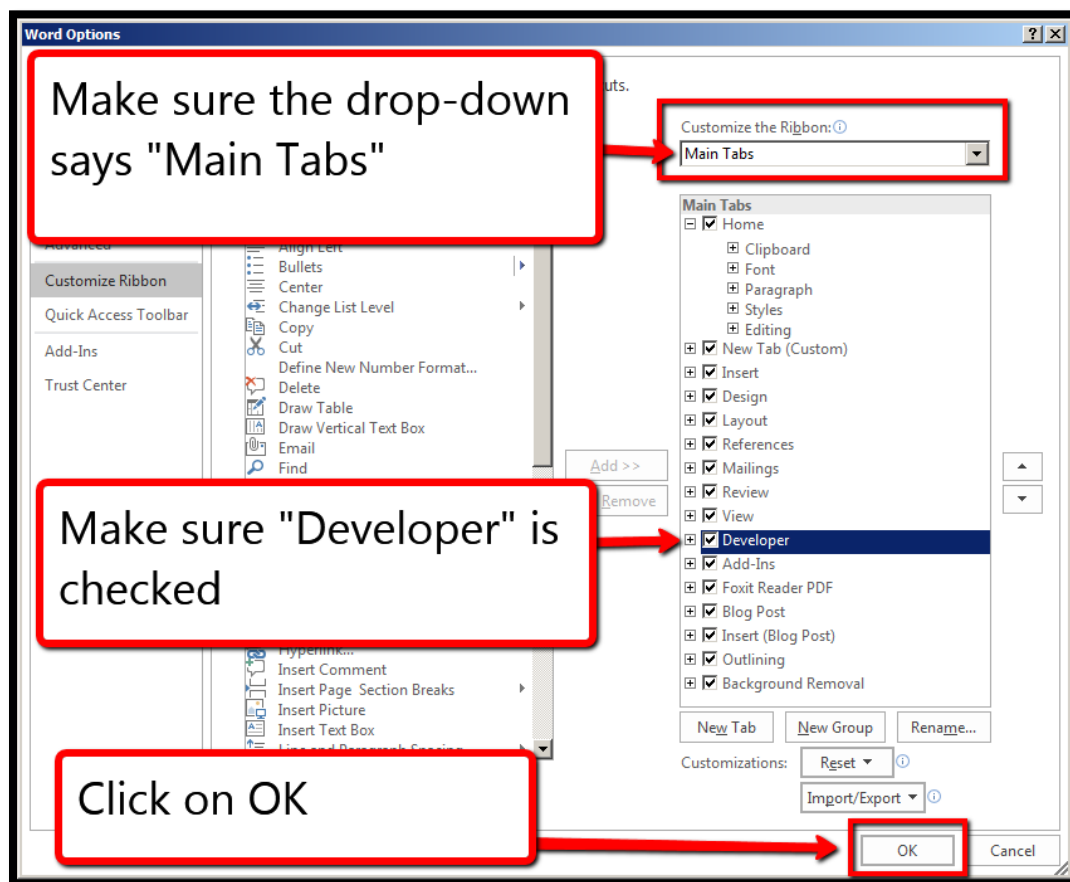 Word Options
Make sure the drop-down
says "Main Tabs"
uts.
Customize the Ribbon:
Main Tabs
Advanced
Customize Ribbon
Quick Access Toolbar
Add-Ins
Trust Center
Align Left
Bullets
Center
Change List Level
Copy
Cut
Define New Number Format...
Delete
Draw Table
Draw Vertical Text Box
Email
Find
Make sure "Developer" is
checked
Hyperlink...
Insert Comment
Insert Page Section Breaks
Insert Picture
Insert Text Box
Line and Paragraph Spacing
Add >>
Remove
Main Tabs
Home
Clipboard
Font
Paragraph
Styles
Editing
New Tab (Custom)
Insert
Design
Layout
References
Mailings
Review
View
Developer
Add-Ins
Foxit Reader PDF
Blog Post
Insert (Blog Post)
Outlining
Background Removal
New Tab New Group Rename...
Customizations: Reset
Import/Export
Click on OK
OK Cancel